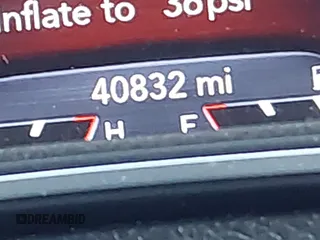 nflate to 36psi
40832 mi
H F
DREAMBID